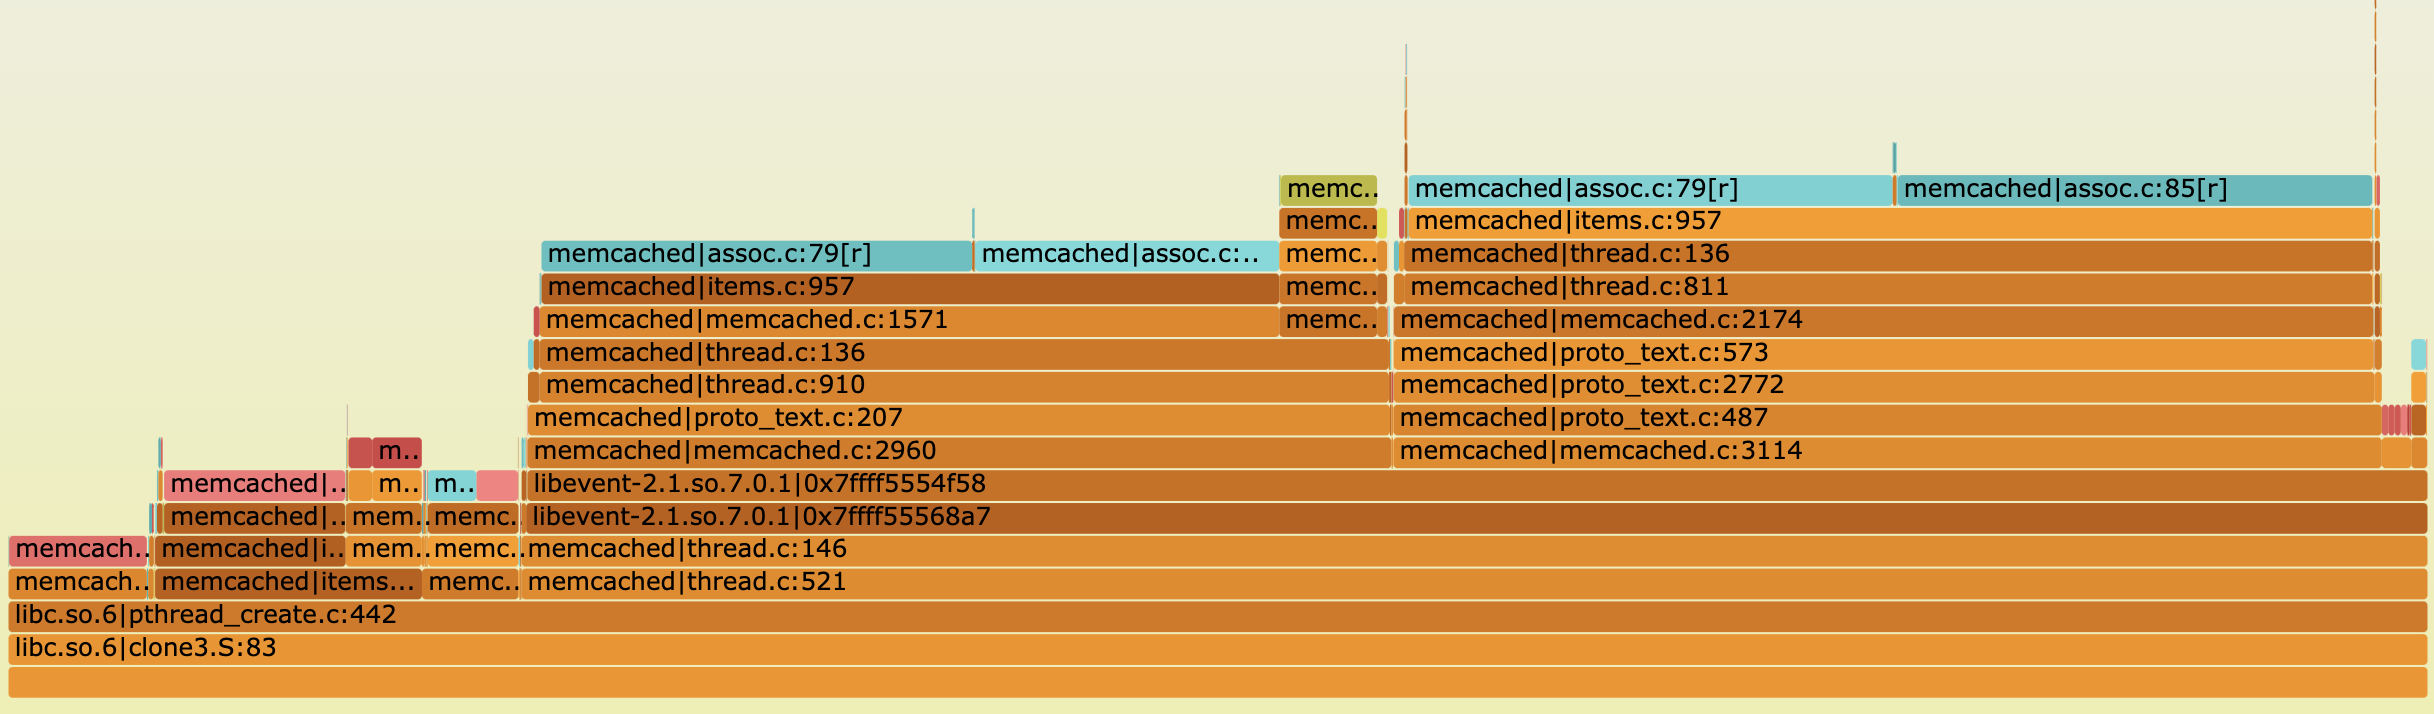 memc.. memcached|assoc.c:79[r] memcached|assoc.c:85[r]
memc.. memcached|items.c:957
memcached|assoc.c:79[r] memcached|assoc.c:.. memc.. memcached|thread.c:136
memcached|items.c:957 memc.. memcached|thread.c:811
memcached|memcached.c:1571 memc.. memcached|memcached.c:2174
memcached|thread.c:136 memcached|proto_text.c:573
memcached|thread.c:910 memcached|proto_text.c:2772
memcached|proto_text.c:207 memcached|proto_text.c:487
m.. memcached|memcached.c:2960 memcached|memcached.c:3114
memcached|.. m.. m.. libevent-2.1.so.7.0.1|0x7ffff5554f58
memcached|.. mem.. memc.. libevent-2.1.so.7.0.1|0x7ffff55568a7
memcach.. memcached|i.. mem.. memc.. memcached|thread.c:146
memcach.. memcached|items... memc.. memcached|thread.c:521
libc.so.6|pthread_create.c:442
libc.so.6|clone3.S:83